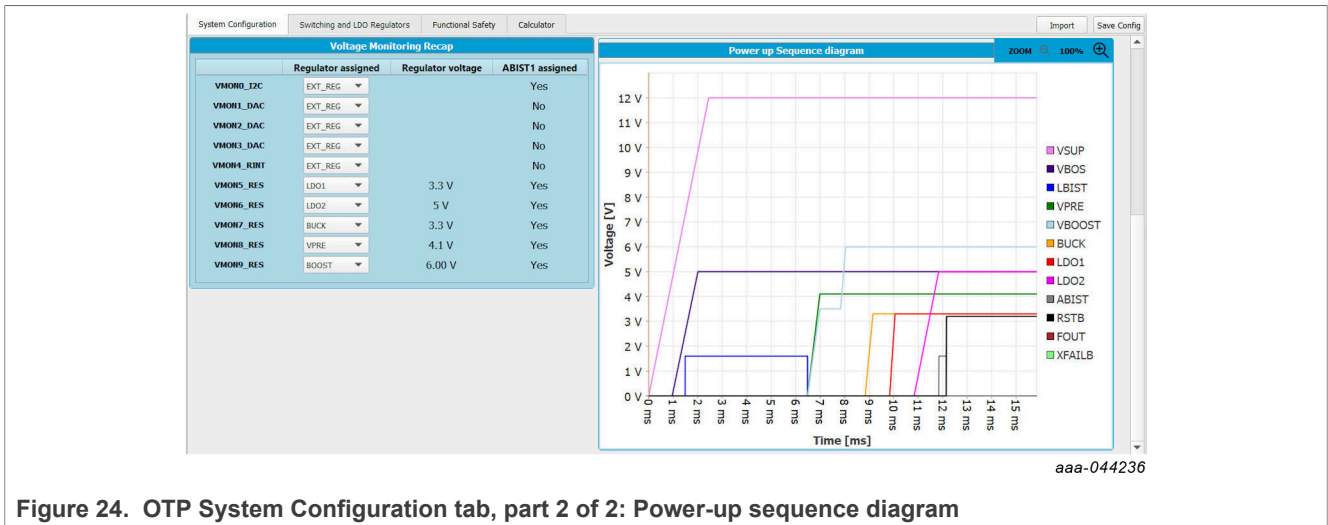 System Configuration Switching and LDO Regulators Functional Safety Calculator Import Save Config
Voltage Monitoring Recap
Regulator assigned Regulator voltage ABIST1 assigned
VMON0_I2C EXT_REG Yes
VMON1_DAC EXT_REG No
VMON2_DAC EXT_REG No
VMON3_DAC EXT_REG No
VMON4_RINT EXT_REG No
VMON5_RES LDO1 3.3 V Yes
VMON6_RES LDO2 5 V Yes
VMON7_RES BUCK 3.3 V Yes
VMON8_RES VPRE 4.1 V Yes
VMON9_RES BOOST 6.00 V Yes
Power up Sequence diagram ZOOM 100%
12 V
11 V
10 V
9 V
8 V
7 V
6 V
5 V
4 V
3 V
2 V
1 V
0 V
Voltage [V]
0 ms
1 ms
2 ms
3 ms
4 ms
5 ms
6 ms
7 ms
8 ms
9 ms
10 ms
11 ms
12 ms
13 ms
14 ms
15 ms
Time [ms]
VSUP
VBOS
LBIST
VPRE
VBOOST
BUCK
LDO1
LDO2
ABIST
RSTB
FOUT
XFAILB
aaa-044236
Figure 24. OTP System Configuration tab, part 2 of 2: Power-up sequence diagram